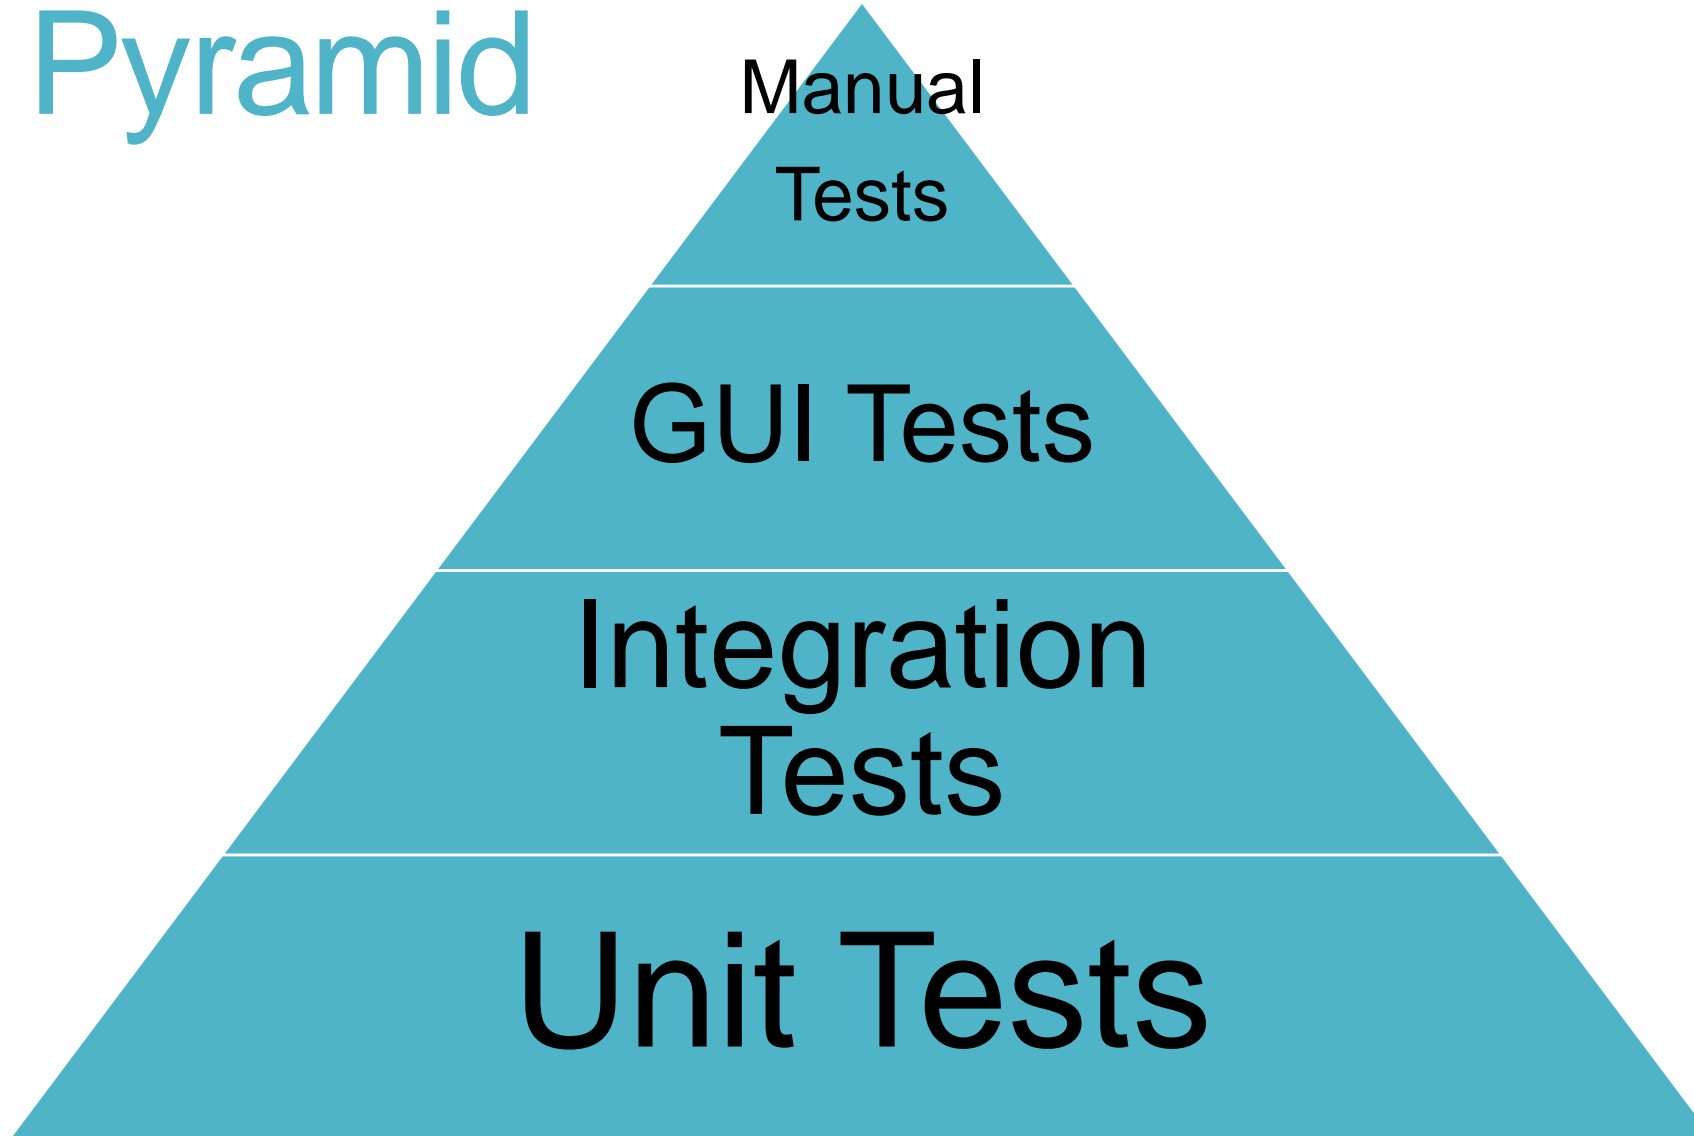 Pyramid
Manual
Tests
GUI Tests
Integration
Tests
Unit Tests